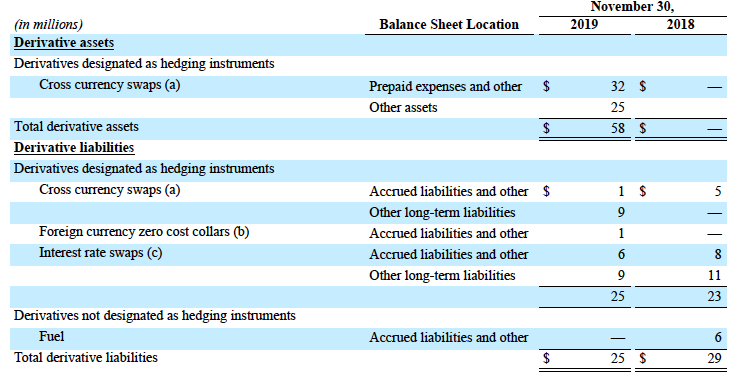 November 30,
(in millions) Balance Sheet Location 2019 2018
Derivative assets
Derivatives designated as hedging instruments
Cross currency swaps (a) Prepaid expenses and other $ 32 $ —
Other assets 25
Total derivative assets $ 58 $ —
Derivative liabilities
Derivatives designated as hedging instruments
Cross currency swaps (a) Accrued liabilities and other $ 1 $ 5
Other long-term liabilities 9 —
Foreign currency zero cost collars (b) Accrued liabilities and other 1 —
Interest rate swaps (c) Accrued liabilities and other 6 8
Other long-term liabilities 9 11
25 23
Derivatives not designated as hedging instruments
Fuel Accrued liabilities and other — 6
Total derivative liabilities $ 25 $ 29